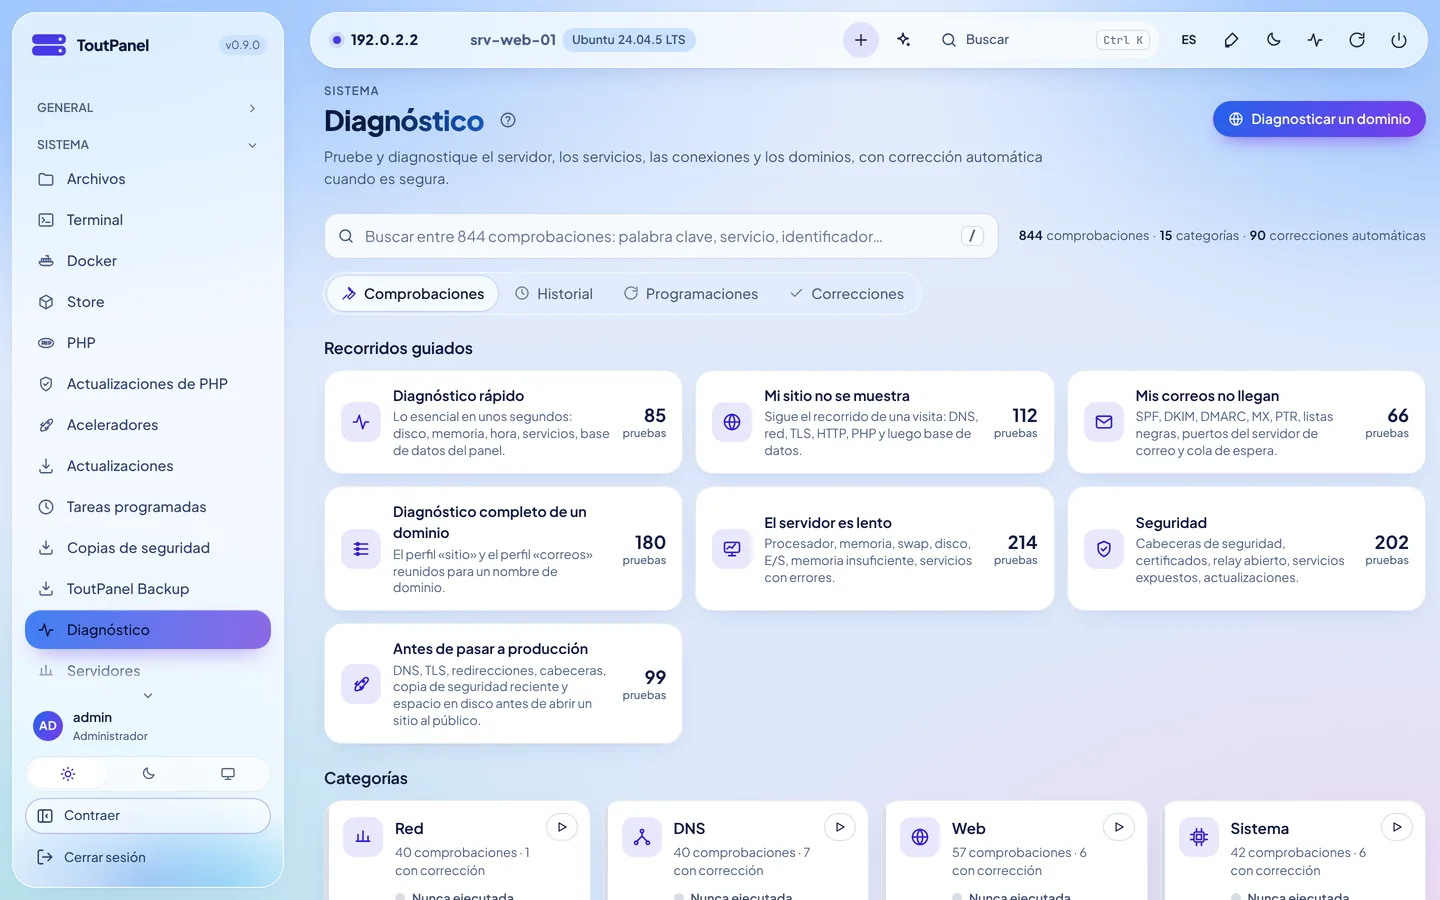 ToutPanel
v0.9.0
GENERAL
SISTEMA
Archivos
Terminal
Docker
Store
PHP
Actualizaciones de PHP
Aceleradores
Actualizaciones
Tareas programadas
Copias de seguridad
ToutPanel Backup
Diagnóstico
Servidores
AD
admin
Administrador
Contraer
Cerrar sesión
192.0.2.2
srv-web-01
Ubuntu 24.04.5 LTS
Buscar
Ctrl K
ES
SISTEMA
Diagnóstico
Diagnosticar un dominio
Pruebe y diagnostique el servidor, los servicios, las conexiones y los dominios, con corrección automática
cuando es segura.
Buscar entre 844 comprobaciones: palabra clave, servicio, identificador...
/
844 comprobaciones · 15 categorías · 90 correcciones automáticas
Comprobaciones
Historial
Programaciones
Correcciones
Recorridos guiados
Diagnóstico rápido
Lo esencial en unos segundos:
disco, memoria, hora, servicios, base
de datos del panel.
85
pruebas
Mi sitio no se muestra
Sigue el recorrido de una visita: DNS,
red, TLS, HTTP, PHP y luego base de
datos.
112
pruebas
Mis correos no llegan
SPF, DKIM, DMARC, MX, PTR, listas
negras, puertos del servidor de
correo y cola de espera.
66
pruebas
Diagnóstico completo de un
dominio
El perfil «sitio» y el perfil «correos»
reunidos para un nombre de
dominio.
180
pruebas
El servidor es lento
Procesador, memoria, swap, disco,
E/S, memoria insuficiente, servicios
con errores.
214
pruebas
Seguridad
Cabeceras de seguridad,
certificados, relay abierto, servicios
expuestos, actualizaciones.
202
pruebas
Antes de pasar a producción
DNS, TLS, redirecciones, cabeceras,
copia de seguridad reciente y
espacio en disco antes de abrir un
sitio al público.
99
pruebas
Categorías
Red
40 comprobaciones · 1
con corrección
Nunca ejecutada
DNS
40 comprobaciones · 7
con corrección
Nunca ejecutada
Web
57 comprobaciones · 6
con corrección
Nunca ejecutada
Sistema
42 comprobaciones · 6
con corrección
Nunca ejecutada